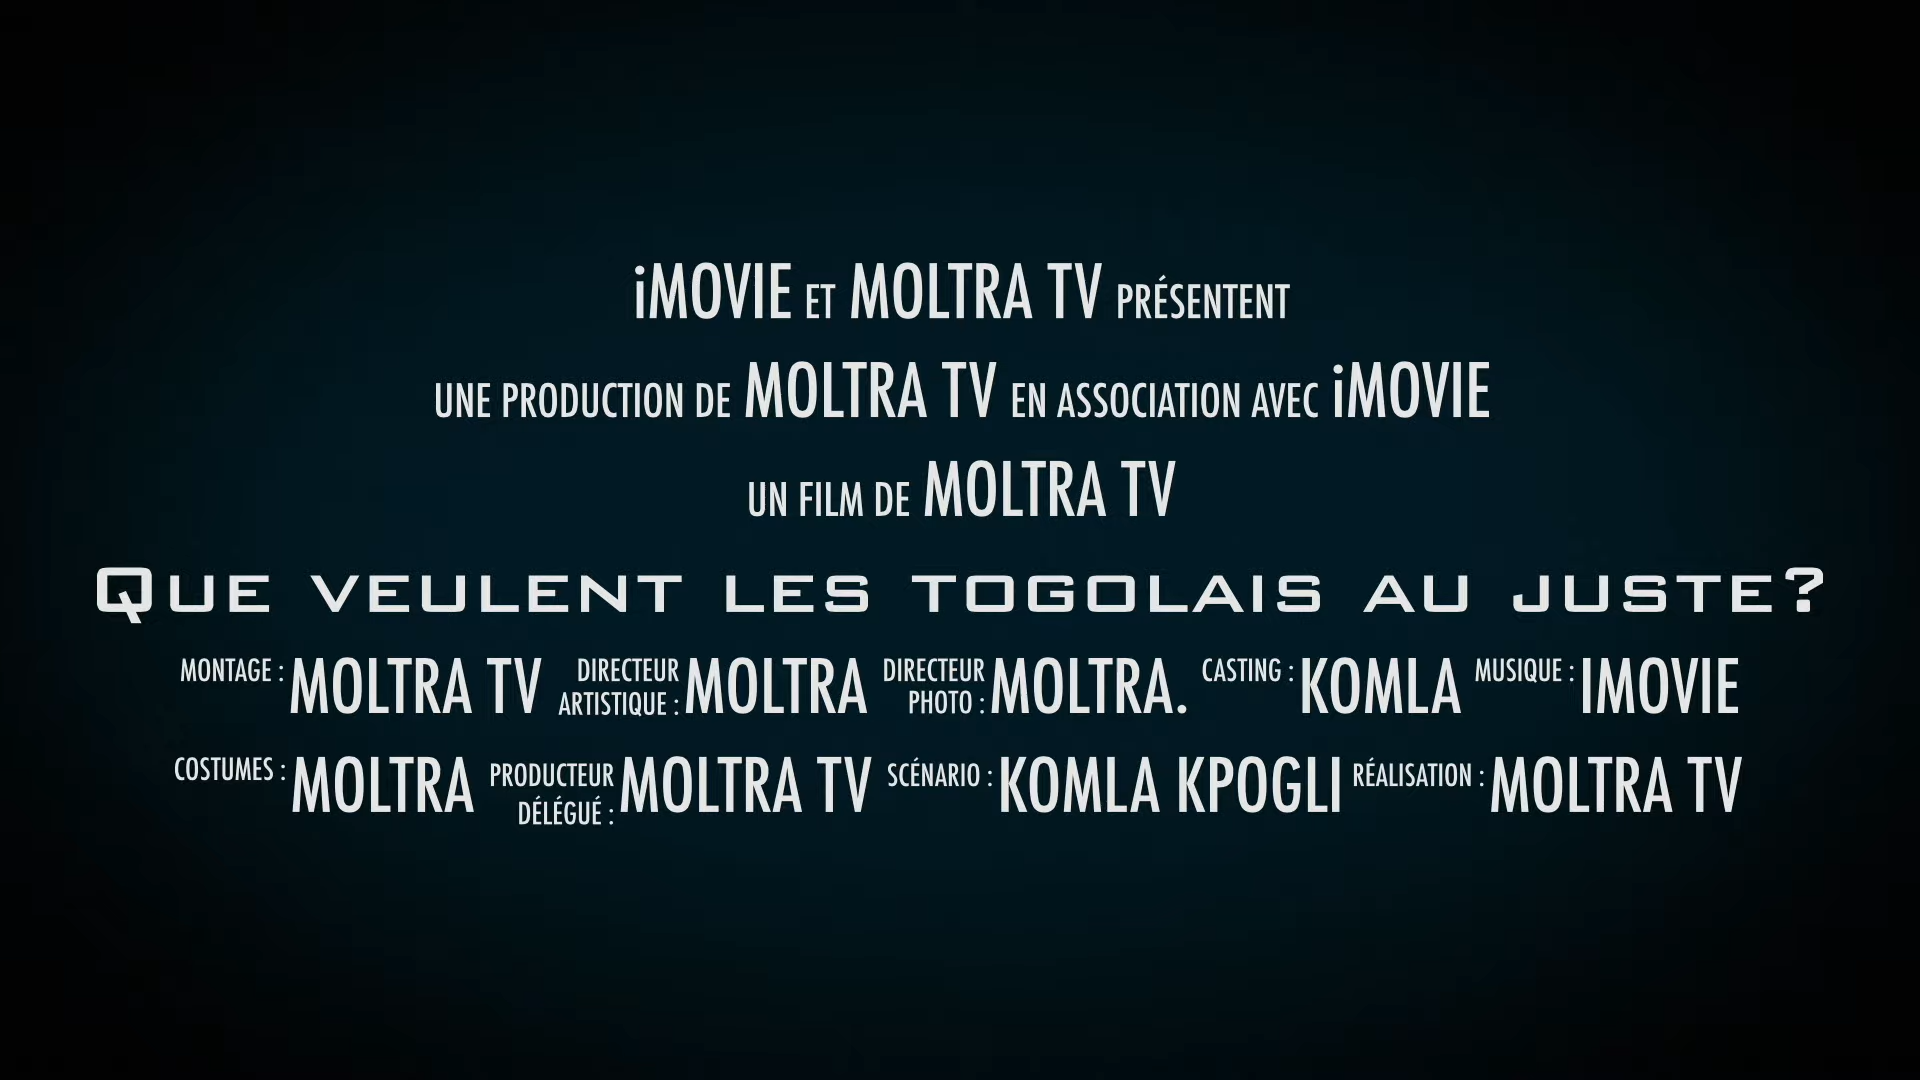 iMOVIE ET MOLTRA TV PRÉSENTENT
UNE PRODUCTION DE MOLTRA TV EN ASSOCIATION AVEC iMOVIE
UN FILM DE MOLTRA TV
QUE VEULENT LES TOGOLAIS AU JUSTE?
MONTAGE : MOLTRA TV DIRECTEUR ARTISTIQUE : MOLTRA DIRECTEUR PHOTO : MOLTRA. CASTING : KOMLA MUSIQUE : IMOVIE
COSTUMES : MOLTRA PRODUCTEUR DÉLÉGUÉ : MOLTRA TV SCÉNARIO : KOMLA KPOGLI RÉALISATION : MOLTRA TV